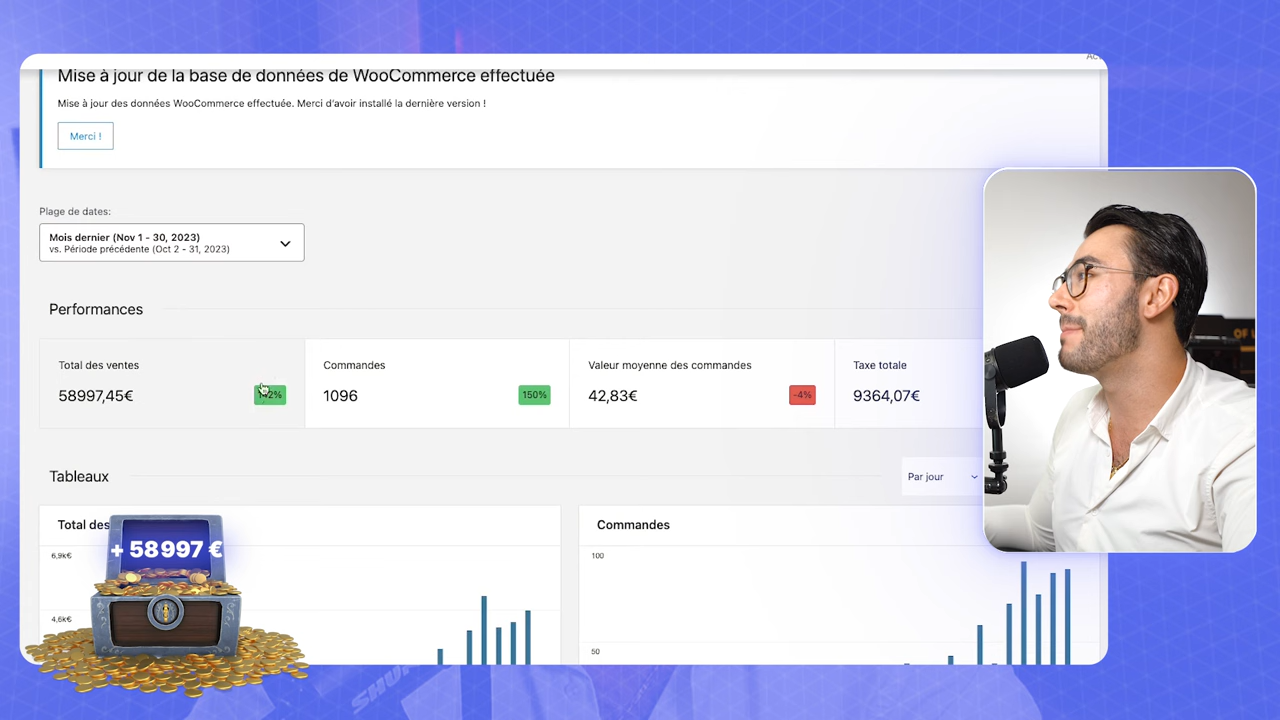 Mise à jour de la base de données de WooCommerce effectuée
Mise à jour des données WooCommerce effectuée. Merci d'avoir installé la dernière version !
Merci !
Plage de dates:
Mois dernier (Nov 1 - 30, 2023)
vs. Période précédente (Oct 2 - 31, 2023)
Performances
Total des ventes
58997,45€
Commandes
1096
150%
Valeur moyenne des commandes
42,83€
-4%
Taxe totale
9364,07€
Tableaux
Par jour
Total des
6,9k€
4,6k€
+ 58997 €
Commandes
100
50
SHU